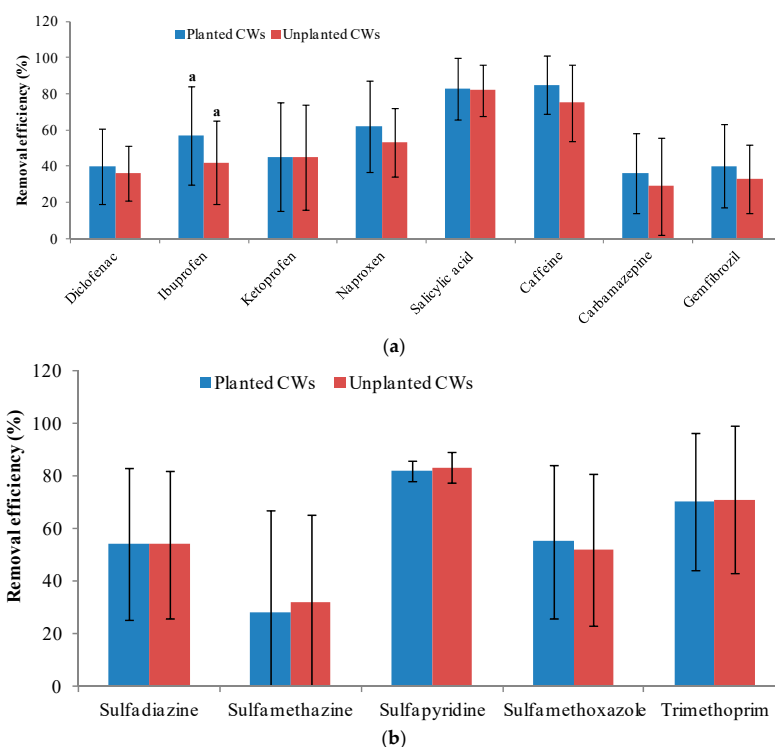 120
Planted CWs Unplanted CWs
100
80
60
40
20
0
Removal efficiency (%)
a
a
Diclofenac Ibuprofen Ketoprofen Naproxen Salicylic acid Caffeine Carbamazepine Gemfibrozil
(a)
120
Planted CWs Unplanted CWs
100
80
60
40
20
0
Removal efficiency (%)
Sulfadiazine Sulfamethazine Sulfapyridine Sulfamethoxazole Trimethoprim
(b)